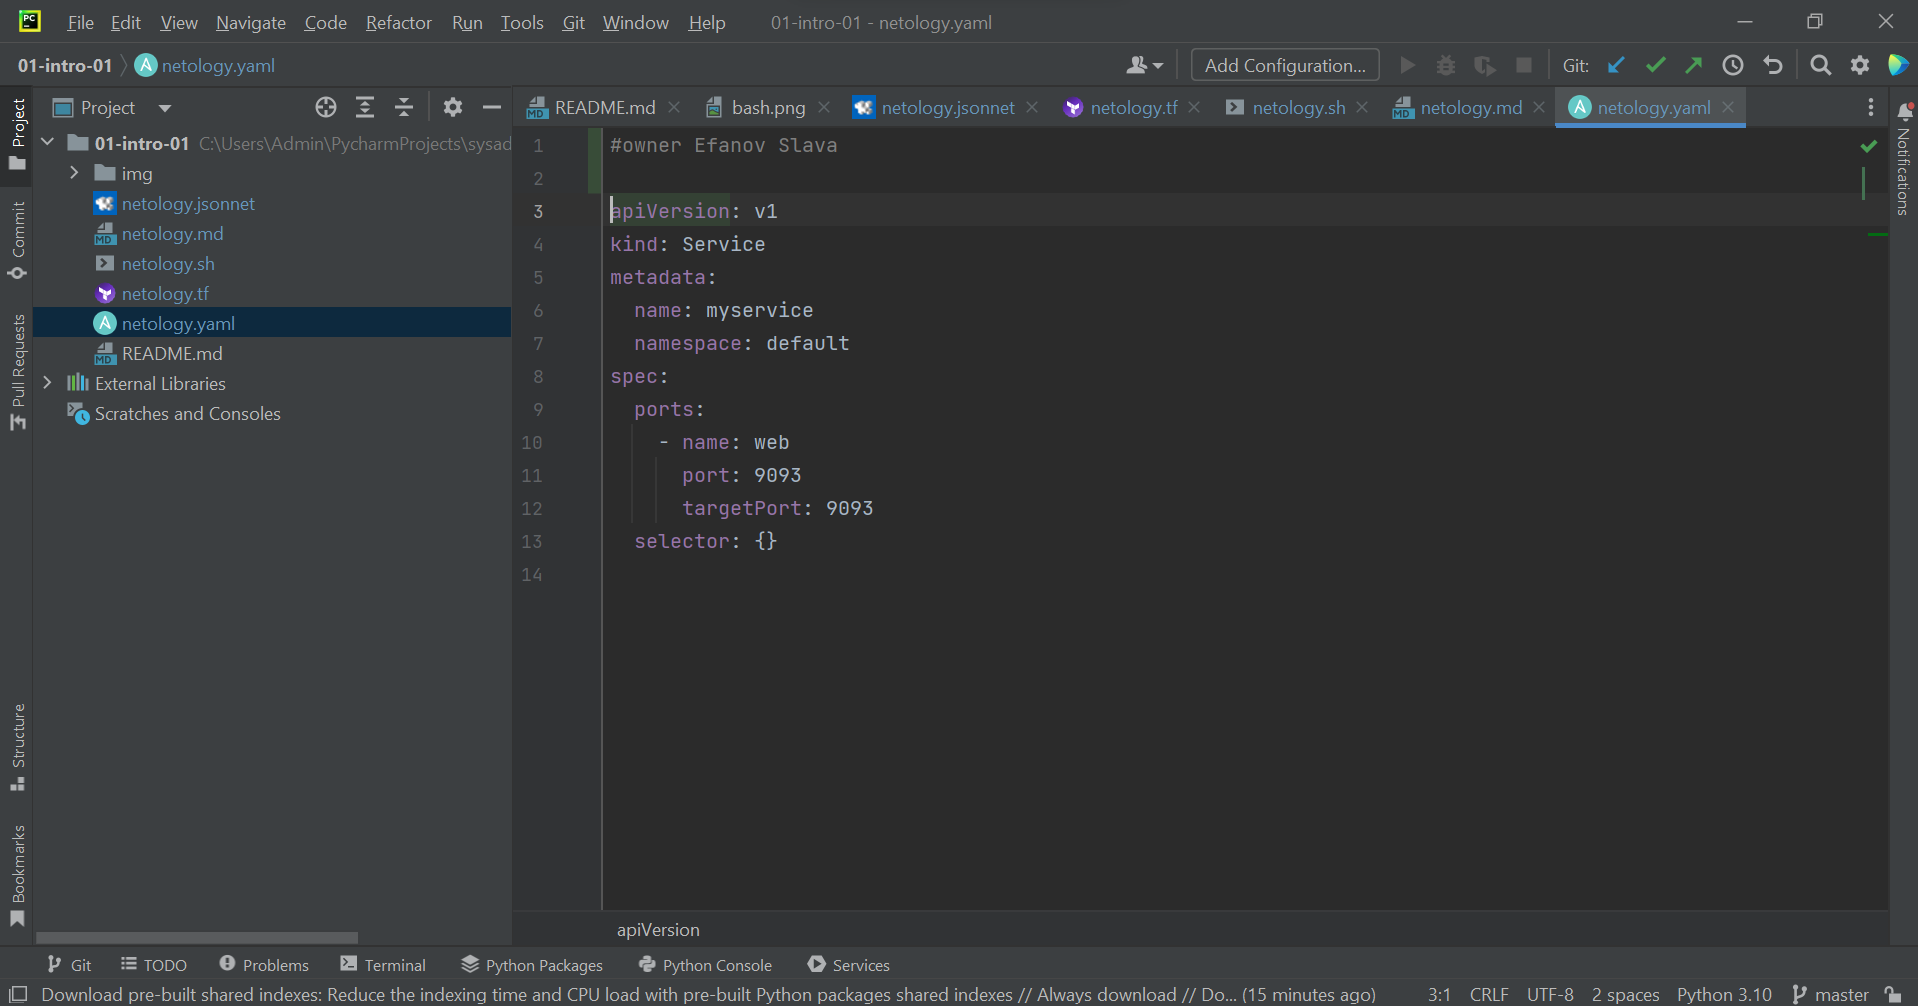 PC File Edit View Navigate Code Refactor Run Tools Git Window Help 01-intro-01 - netology.yaml
01-intro-01 netology.yaml Add Configuration... Git:
Project README.md bash.png netology.jsonnet netology.tf netology.sh netology.md netology.yaml
Project
Commit
Pull Requests
Structure
Bookmarks
01-intro-01 C:\Users\Admin\PycharmProjects\sysad
img
netology.jsonnet
netology.md
netology.sh
netology.tf
netology.yaml
README.md
External Libraries
Scratches and Consoles
1 #owner Efanov Slava
2
3 apiVersion: v1
4 kind: Service
5 metadata:
6   name: myservice
7   namespace: default
8 spec:
9   ports:
10     - name: web
11       port: 9093
12       targetPort: 9093
13   selector: {}
14
Notifications
apiVersion
Git TODO Problems Terminal Python Packages Python Console Services
Download pre-built shared indexes: Reduce the indexing time and CPU load with pre-built Python packages shared indexes // Always download // Do... (15 minutes ago) 3:1 CRLF UTF-8 2 spaces Python 3.10 master